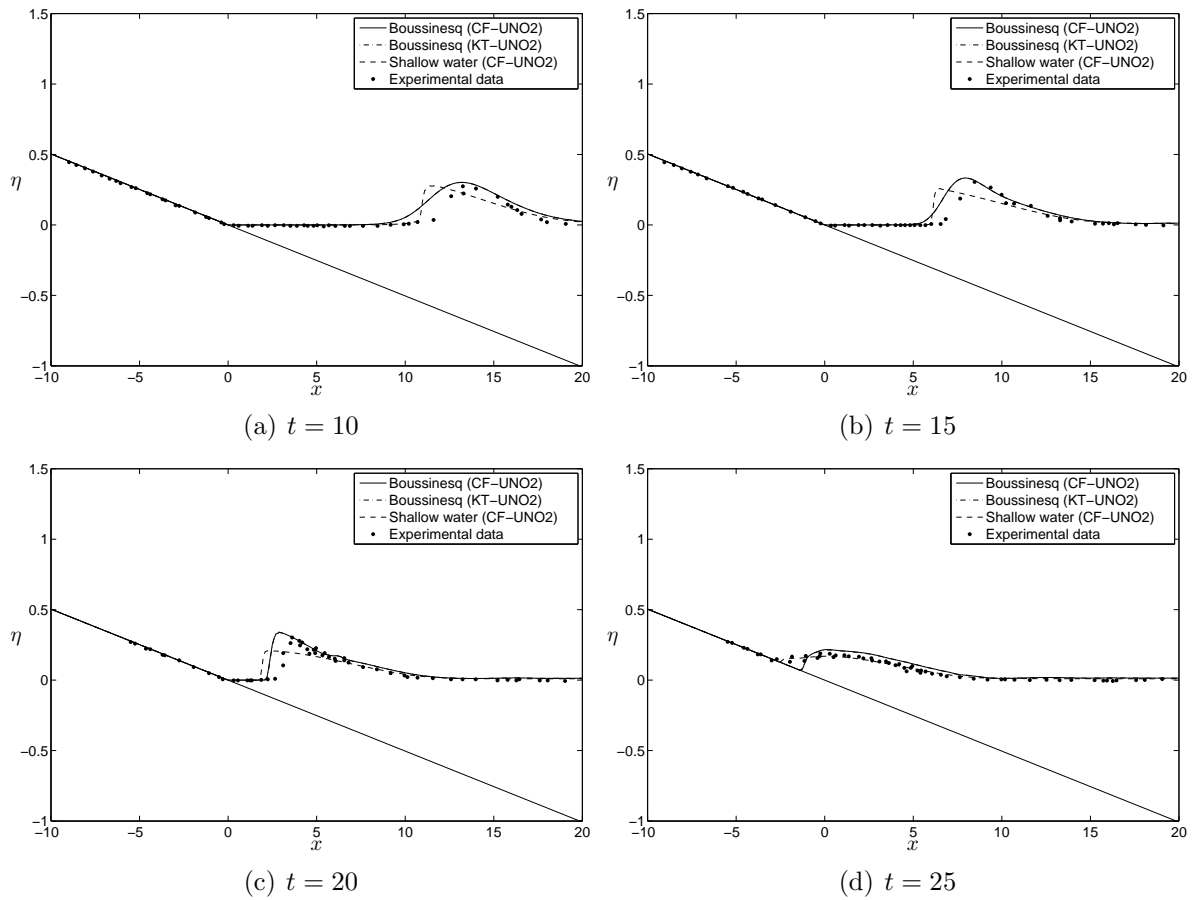 1.5
1
0.5
η
0
−0.5
−1
−10 −5 0 5 10 15 20
x
Boussinesq (CF−UNO2)
Boussinesq (KT−UNO2)
Shallow water (CF−UNO2)
Experimental data
(a) t = 10
1.5
1
0.5
η
0
−0.5
−1
−10 −5 0 5 10 15 20
x
Boussinesq (CF−UNO2)
Boussinesq (KT−UNO2)
Shallow water (CF−UNO2)
Experimental data
(b) t = 15
1.5
1
0.5
η
0
−0.5
−1
−10 −5 0 5 10 15 20
x
Boussinesq (CF−UNO2)
Boussinesq (KT−UNO2)
Shallow water (CF−UNO2)
Experimental data
(c) t = 20
1.5
1
0.5
η
0
−0.5
−1
−10 −5 0 5 10 15 20
x
Boussinesq (CF−UNO2)
Boussinesq (KT−UNO2)
Shallow water (CF−UNO2)
Experimental data
(d) t = 25